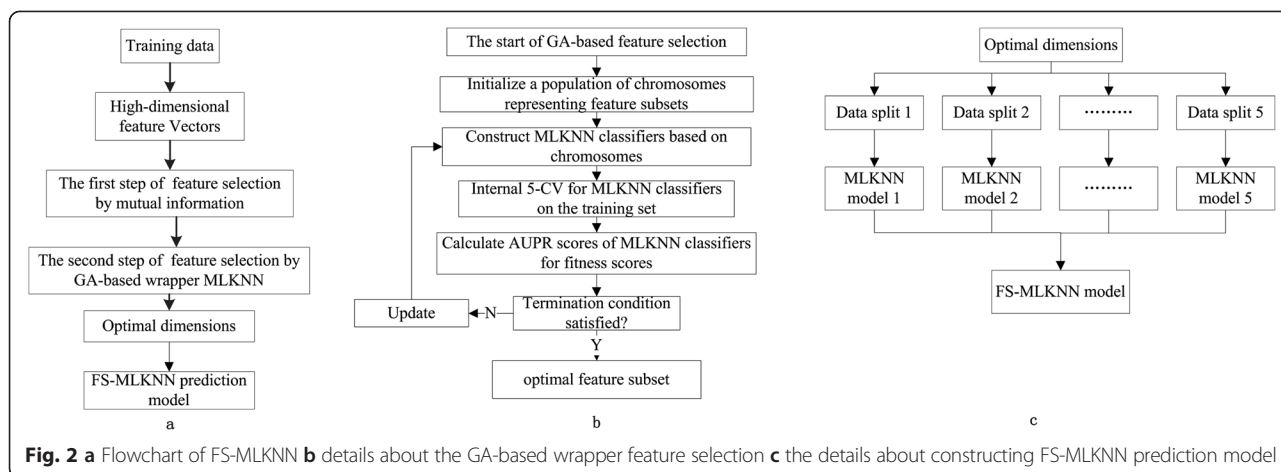 Training data
High-dimensional
feature Vectors
The first step of feature selection
by mutual information
The second step of feature selection by
GA-based wrapper MLKNN
Optimal dimensions
FS-MLKNN prediction
model
a
The start of GA-based feature selection
Initialize a population of chromosomes
representing feature subsets
Construct MLKNN classifiers based on
chromosomes
Internal 5-CV for MLKNN classifiers
on the training set
Calculate AUPR scores of MLKNN classifiers
for fitness scores
Termination condition
satisfied?
N
Update
Y
optimal feature subset
b
Optimal dimensions
Data split 1
Data split 2
.........
Data split 5
MLKNN
model 1
MLKNN
model 2
.........
MLKNN
model 5
FS-MLKNN model
c
Fig. 2 a Flowchart of FS-MLKNN b details about the GA-based wrapper feature selection c the details about constructing FS-MLKNN prediction model